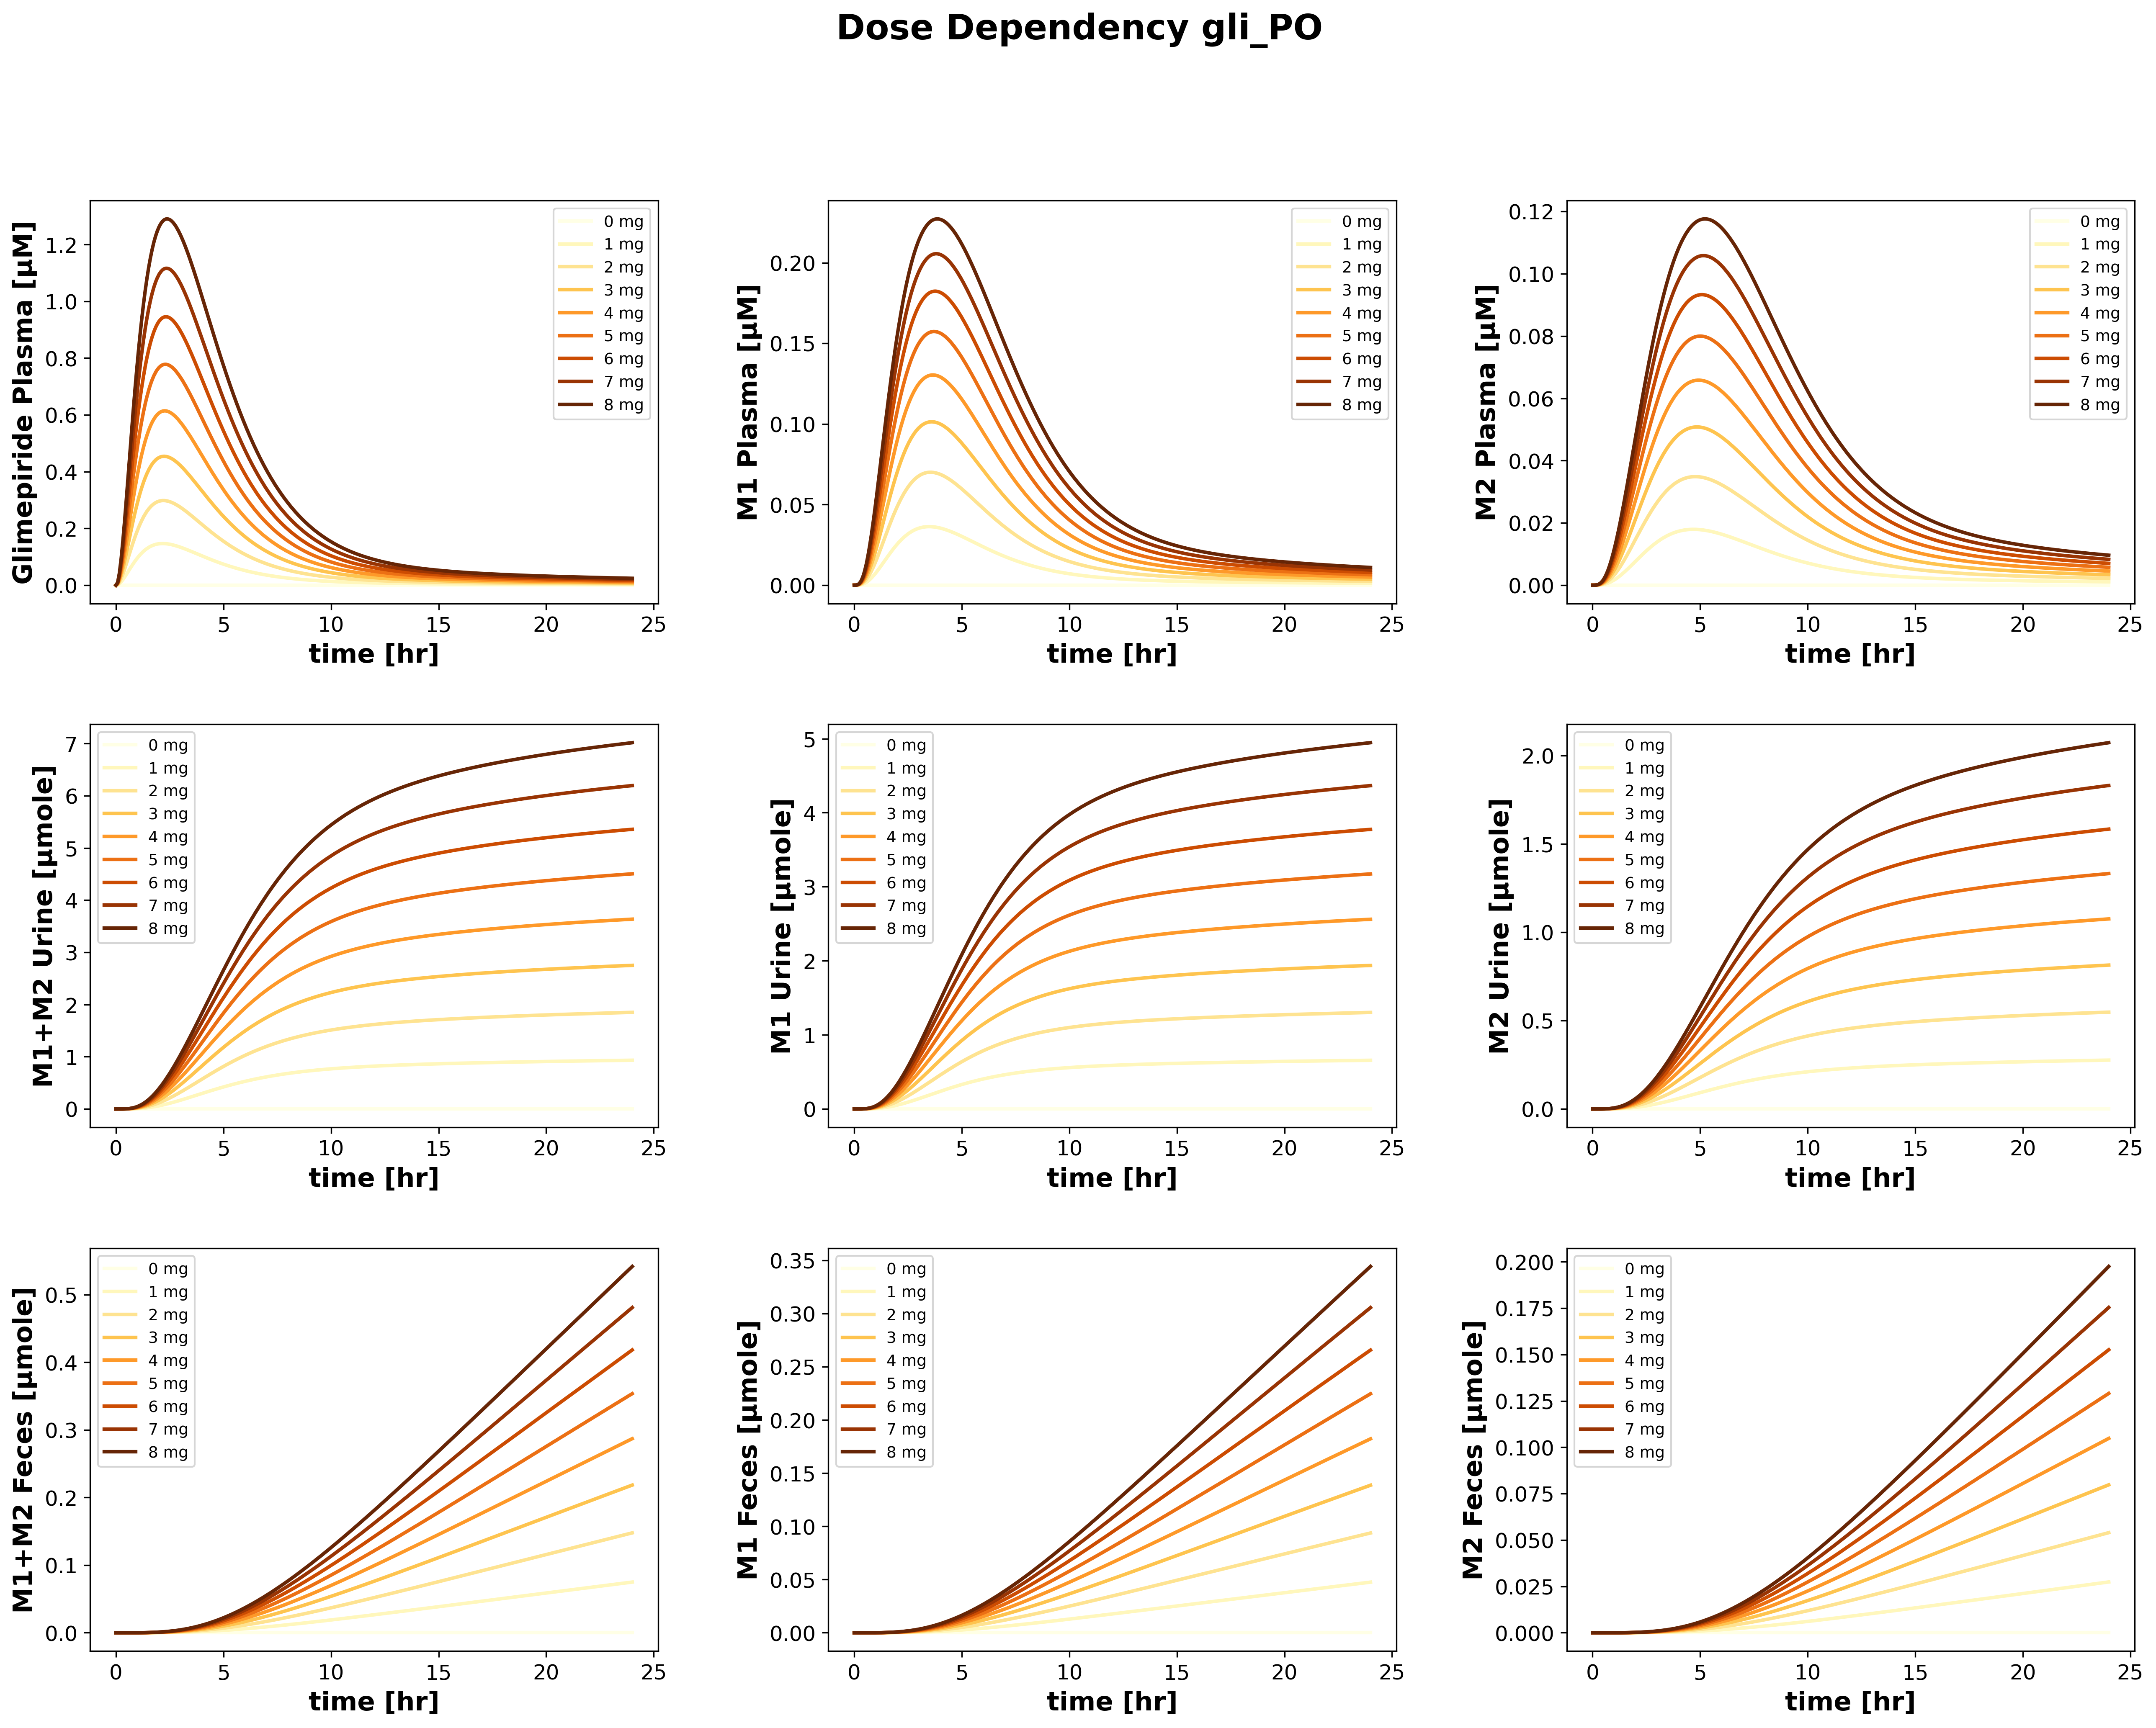 Dose Dependency gli_PO
Glimepiride Plasma [µM]
1.2
1.0
0.8
0.6
0.4
0.2
0.0
0 mg
1 mg
2 mg
3 mg
4 mg
5 mg
6 mg
7 mg
8 mg
0 5 10 15 20 25
time [hr]
M1 Plasma [µM]
0.20
0.15
0.10
0.05
0.00
0 mg
1 mg
2 mg
3 mg
4 mg
5 mg
6 mg
7 mg
8 mg
0 5 10 15 20 25
time [hr]
M2 Plasma [µM]
0.12
0.10
0.08
0.06
0.04
0.02
0.00
0 mg
1 mg
2 mg
3 mg
4 mg
5 mg
6 mg
7 mg
8 mg
0 5 10 15 20 25
time [hr]
M1+M2 Urine [µmole]
7
6
5
4
3
2
1
0
0 mg
1 mg
2 mg
3 mg
4 mg
5 mg
6 mg
7 mg
8 mg
0 5 10 15 20 25
time [hr]
M1 Urine [µmole]
5
4
3
2
1
0
0 mg
1 mg
2 mg
3 mg
4 mg
5 mg
6 mg
7 mg
8 mg
0 5 10 15 20 25
time [hr]
M2 Urine [µmole]
2.0
1.5
1.0
0.5
0.0
0 mg
1 mg
2 mg
3 mg
4 mg
5 mg
6 mg
7 mg
8 mg
0 5 10 15 20 25
time [hr]
M1+M2 Feces [µmole]
0.5
0.4
0.3
0.2
0.1
0.0
0 mg
1 mg
2 mg
3 mg
4 mg
5 mg
6 mg
7 mg
8 mg
0 5 10 15 20 25
time [hr]
M1 Feces [µmole]
0.35
0.30
0.25
0.20
0.15
0.10
0.05
0.00
0 mg
1 mg
2 mg
3 mg
4 mg
5 mg
6 mg
7 mg
8 mg
0 5 10 15 20 25
time [hr]
M2 Feces [µmole]
0.200
0.175
0.150
0.125
0.100
0.075
0.050
0.025
0.000
0 mg
1 mg
2 mg
3 mg
4 mg
5 mg
6 mg
7 mg
8 mg
0 5 10 15 20 25
time [hr]